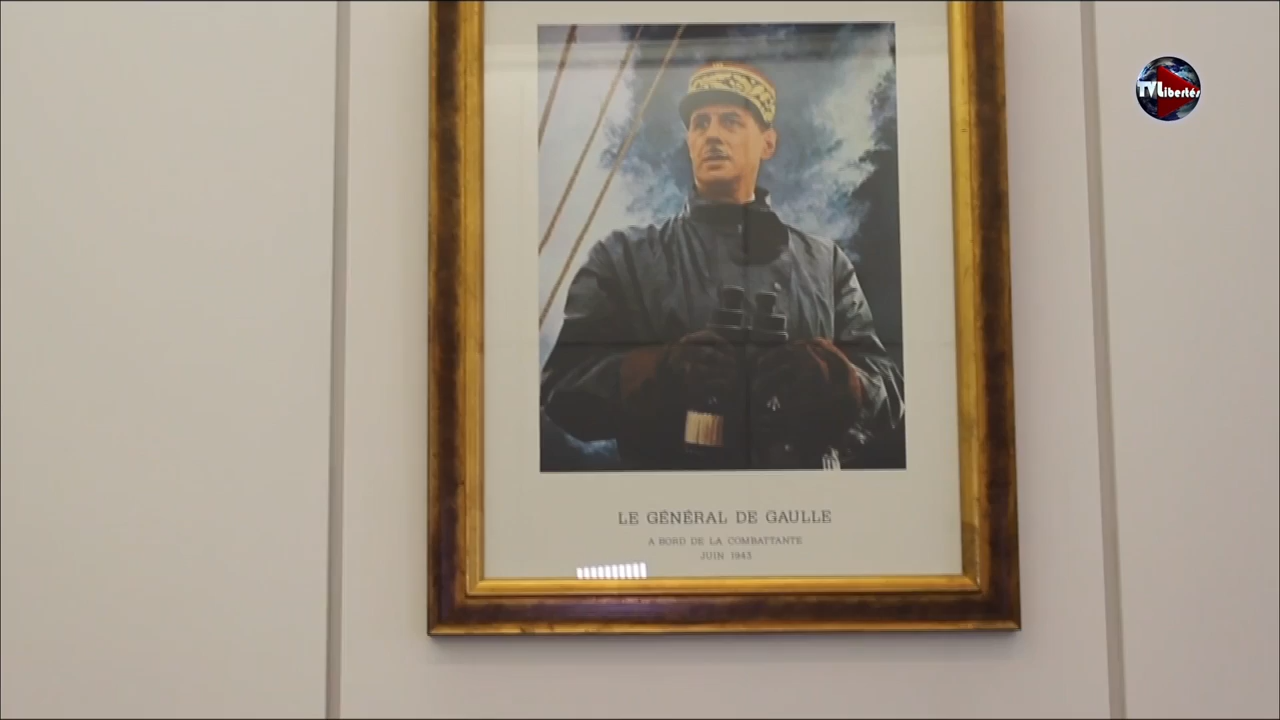 TVLibertés
LE GÉNÉRAL DE GAULLE
A BORD DE LA COMBATTANTE
JUIN 1943